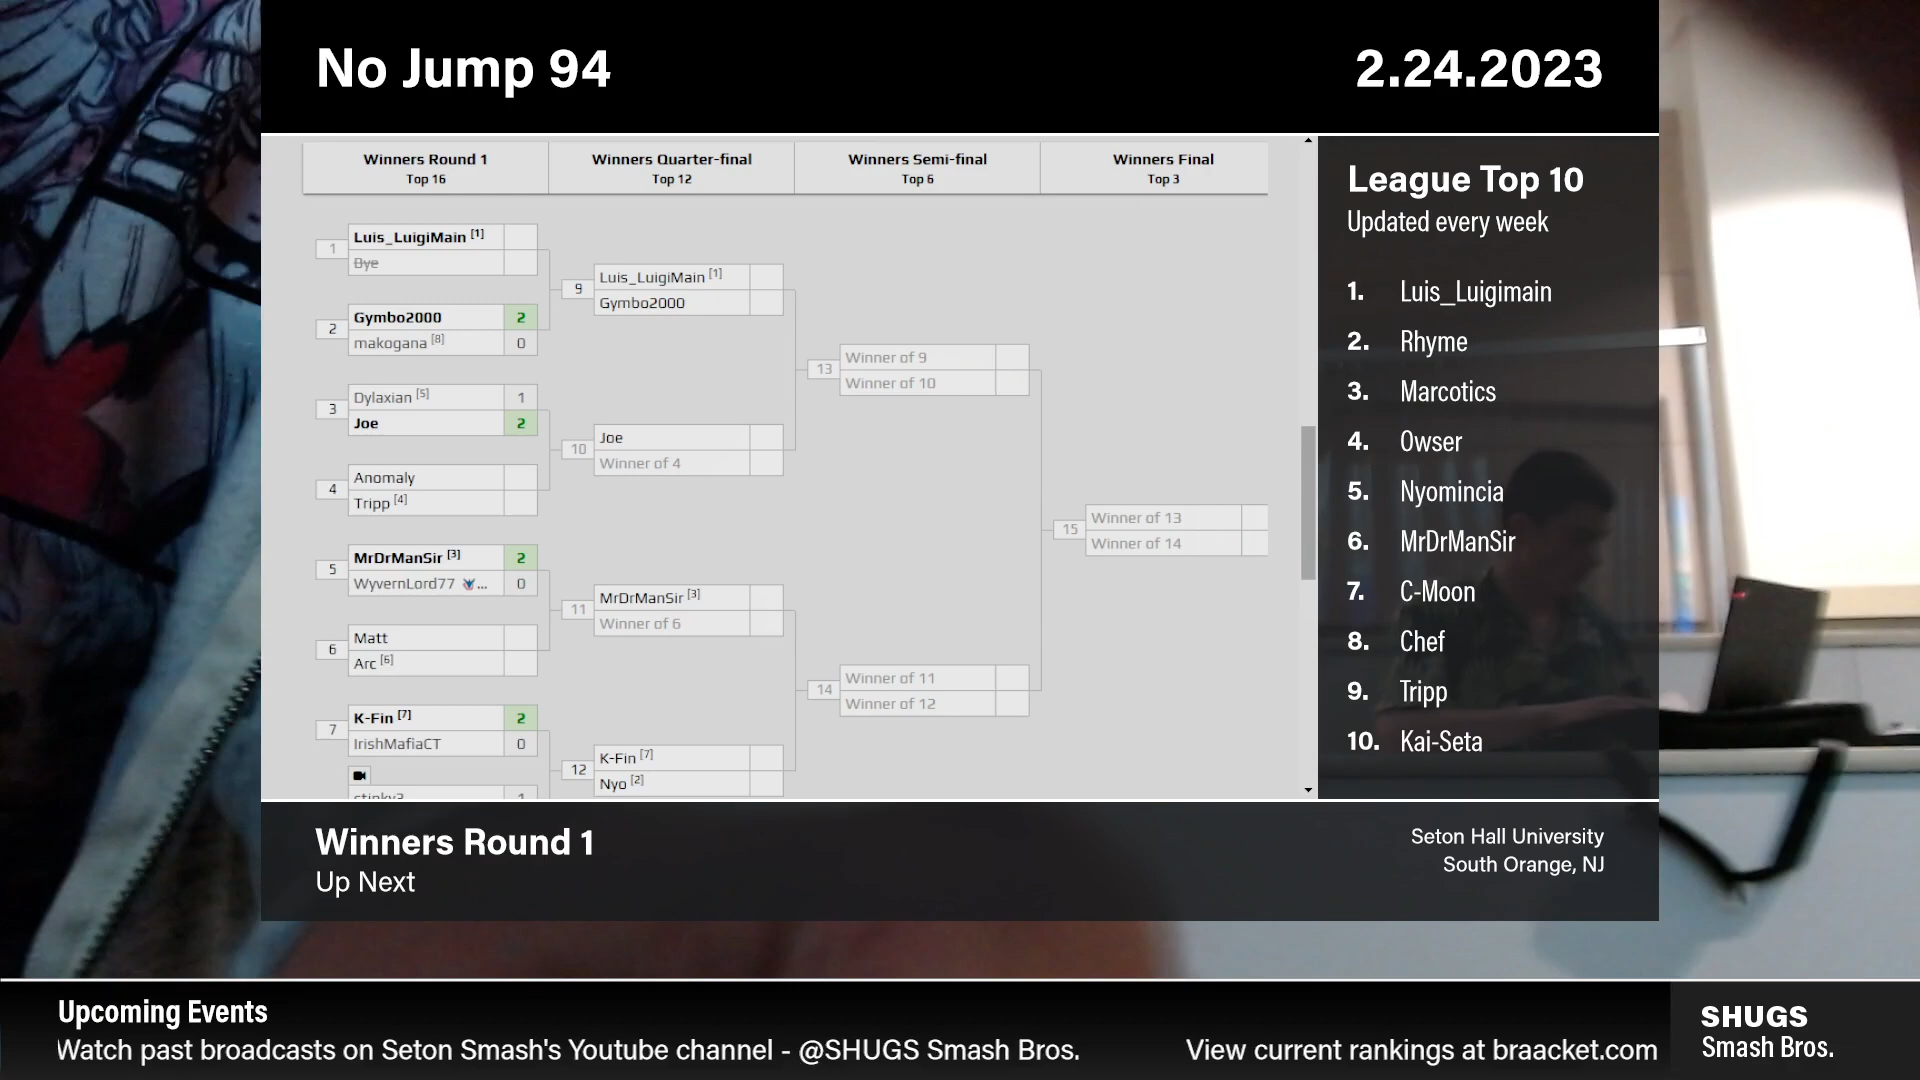 No Jump 94
2.24.2023
Winners Round 1
Top 16
Winners Quarter-final
Top 12
Winners Semi-final
Top 6
Winners Final
Top 3
1
Luis_LuigiMain [1]
Bye
2
Gymbo2000 2
makogana [8] 0
3
Dylaxian [5] 1
Joe 2
4
Anomaly
Tripp [4]
5
MrDrManSir [3] 2
WyvernLord77 ... 0
6
Matt
Arc [6]
7
K-Fin [7] 2
IrishMafiaCT 0
9
Luis_LuigiMain [1]
Gymbo2000
10
Joe
Winner of 4
11
MrDrManSir [3]
Winner of 6
12
K-Fin [7]
Nyo [2]
13
Winner of 9
Winner of 10
14
Winner of 11
Winner of 12
15
Winner of 13
Winner of 14
League Top 10
Updated every week
1. Luis_Luigimain
2. Rhyme
3. Marcotics
4. Owser
5. Nyomincia
6. MrDrManSir
7. C-Moon
8. Chef
9. Tripp
10. Kai-Seta
Winners Round 1
Up Next
Seton Hall University
South Orange, NJ
Upcoming Events
Watch past broadcasts on Seton Smash's Youtube channel - @SHUGS Smash Bros.
View current rankings at braacket.com
SHUGS
Smash Bros.